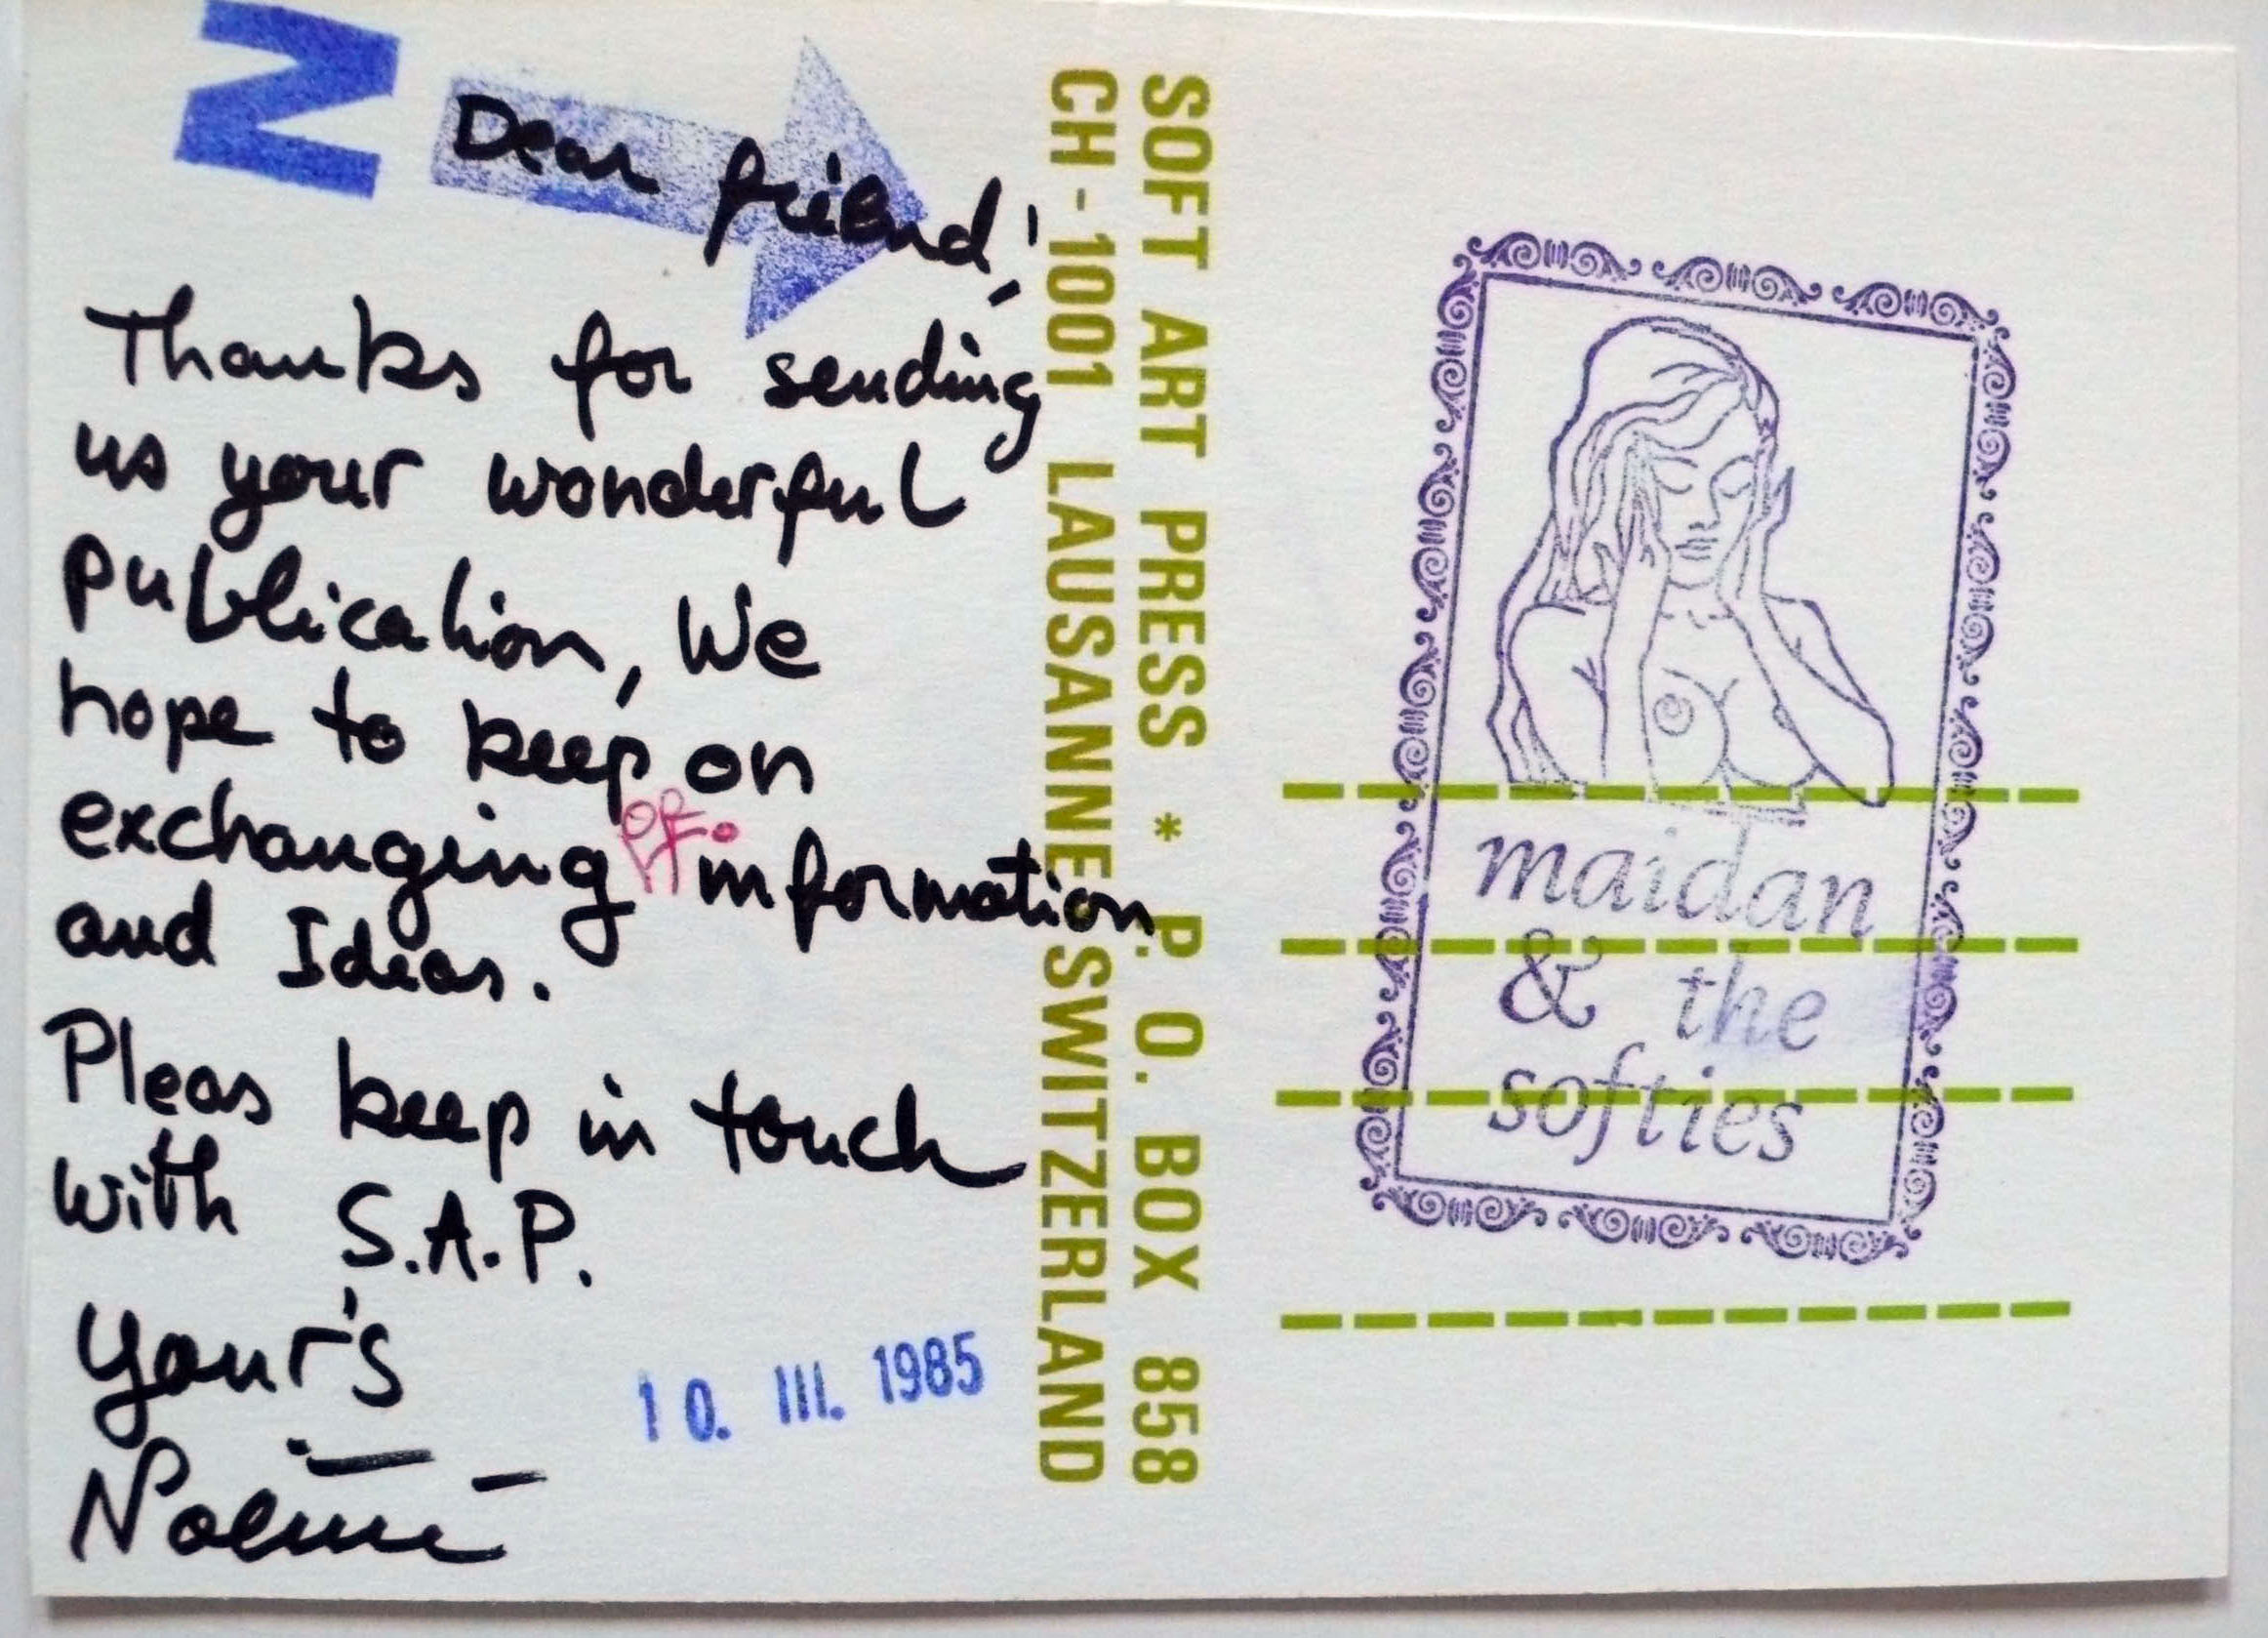 N
Dear friend,!
Thanks for sending
us your wonderful
publication, We
hope to keep on
exchanging OF information
and Ideas.
Pleas keep in touch
with S.A.P.
Your's
Noemi
10. III. 1985
SOFT ART PRESS * P. O. BOX 858
CH-1001 LAUSANNE SWITZERLAND
maidan
& the
softies